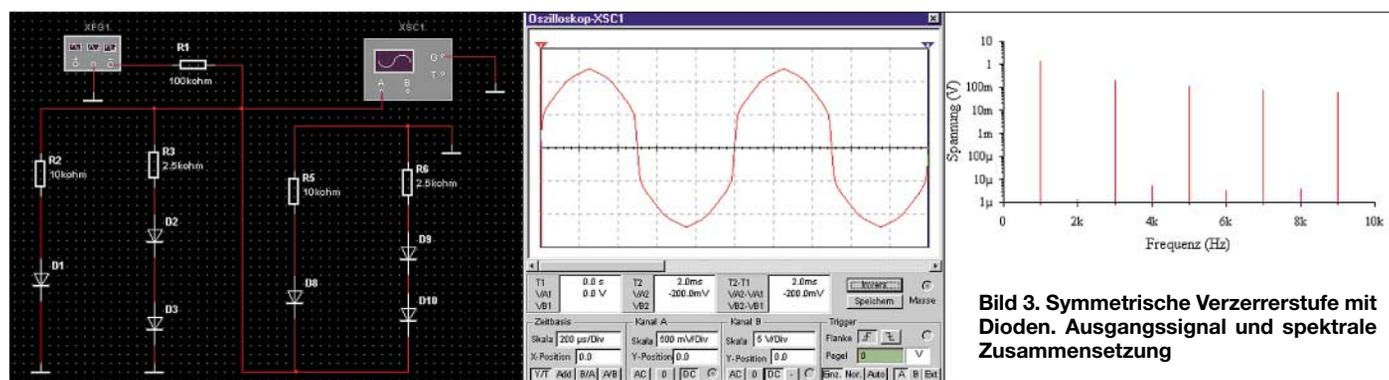 XFG1
R1
100kohm
XSC1
G
T
A
B
R2
10kohm
R3
2.5kohm
D2
D1
D3
R5
10kohm
R6
2.5kohm
D9
D8
D10
Oszilloskop-XSC1
T1
VA1
VB1
0.0 s
0.0 V
T2
VA2
VB2
2.0ms
-200.0mV
T2-T1
VA2-VA1
VB2-VB1
2.0ms
-200.0mV
Invers
Speichern
Masse
Zeitbasis
Skala 200 µs/Div
X-Position 0.0
Y/T Add B/A A/B
Kanal A
Skala 500 mV/Div
Y-Position 0.0
AC 0 DC
Kanal B
Skala 5 V/Div
Y-Position 0.0
AC 0 DC -
Trigger
Flanke
Pegel 0 V
Einz. Nor. Auto A B Ext
Spannung (V)
10
1
100m
10m
1m
100µ
10µ
1µ
0 2k 4k 6k 8k 10k
Frequenz (Hz)
Bild 3. Symmetrische Verzerrerstufe mit
Dioden. Ausgangssignal und spektrale
Zusammensetzung